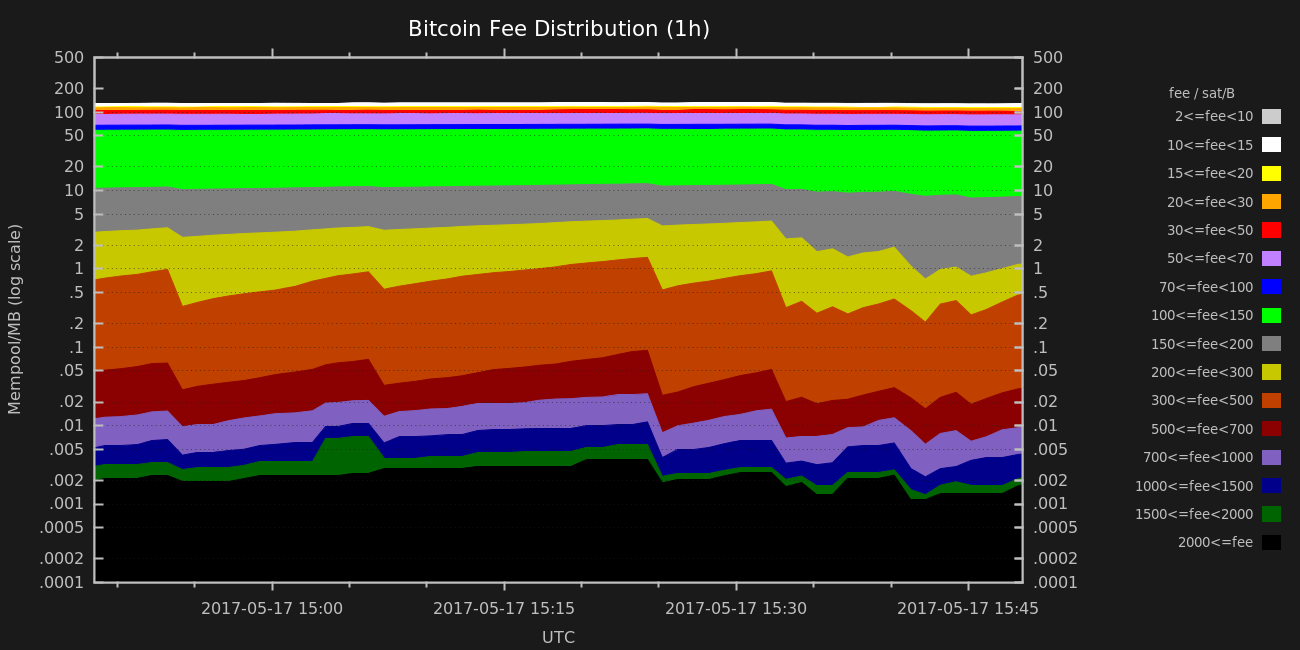 Bitcoin Fee Distribution (1h)
500 500
200 200
100 100
50 50
20 20
10 10
5 5
2 2
1 1
.5 .5
.2 .2
.1 .1
.05 .05
.02 .02
.01 .01
.005 .005
.002 .002
.001 .001
.0005 .0005
.0002 .0002
.0001 .0001
Mempool/MB (log scale)
2017-05-17 15:00 2017-05-17 15:15 2017-05-17 15:30 2017-05-17 15:45
UTC
fee / sat/B
2<=fee<10
10<=fee<15
15<=fee<20
20<=fee<30
30<=fee<50
50<=fee<70
70<=fee<100
100<=fee<150
150<=fee<200
200<=fee<300
300<=fee<500
500<=fee<700
700<=fee<1000
1000<=fee<1500
1500<=fee<2000
2000<=fee